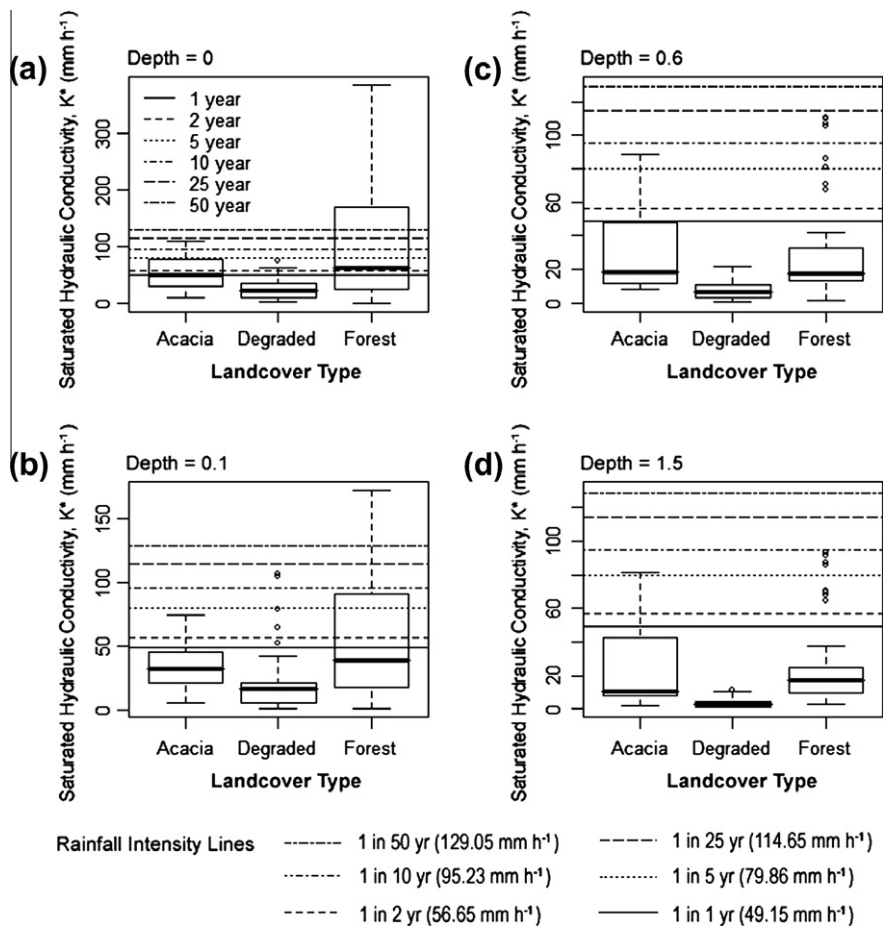 (a)
Depth = 0
Saturated Hydraulic Conductivity, K* (mm h⁻¹)
300
200
100
0
1 year
2 year
5 year
10 year
25 year
50 year
Acacia Degraded Forest
Landcover Type
(c)
Depth = 0.6
Saturated Hydraulic Conductivity, K* (mm h⁻¹)
100
60
20
0
Acacia Degraded Forest
Landcover Type
(b)
Depth = 0.1
Saturated Hydraulic Conductivity, K* (mm h⁻¹)
150
100
50
0
Acacia Degraded Forest
Landcover Type
(d)
Depth = 1.5
Saturated Hydraulic Conductivity, K* (mm h⁻¹)
100
60
20
0
Acacia Degraded Forest
Landcover Type
Rainfall Intensity Lines
1 in 50 yr (129.05 mm h⁻¹)
1 in 25 yr (114.65 mm h⁻¹)
1 in 10 yr (95.23 mm h⁻¹)
1 in 5 yr (79.86 mm h⁻¹)
1 in 2 yr (56.65 mm h⁻¹)
1 in 1 yr (49.15 mm h⁻¹)